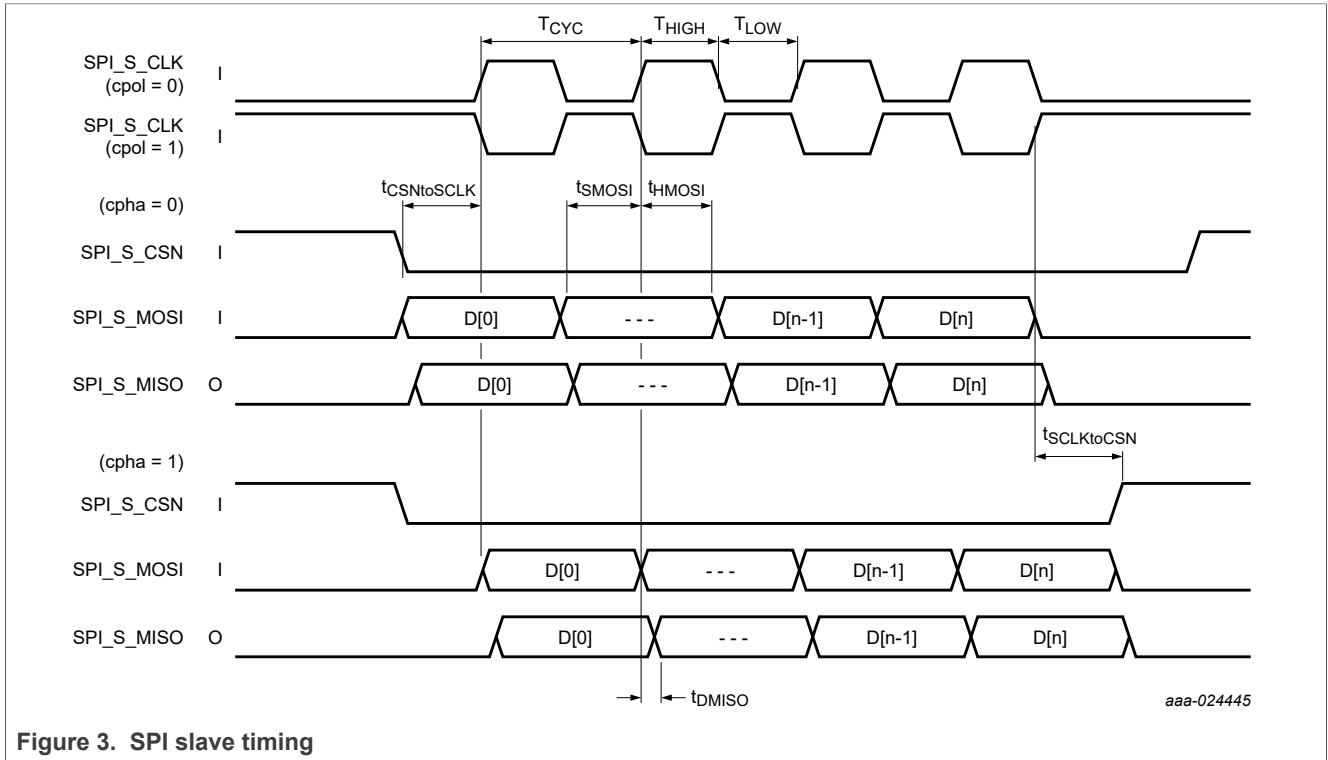 TCYC THIGH TLOW
SPI_S_CLK
(cpol = 0) I
SPI_S_CLK
(cpol = 1) I
tCSNtoSCLK tSMOSI tHMOSI
(cpha = 0)
SPI_S_CSN I
SPI_S_MOSI I D[0] - - - D[n-1] D[n]
SPI_S_MISO O D[0] - - - D[n-1] D[n]
tSCLKtoCSN
(cpha = 1)
SPI_S_CSN I
SPI_S_MOSI I D[0] - - - D[n-1] D[n]
SPI_S_MISO O D[0] - - - D[n-1] D[n]
tDMISO
aaa-024445
Figure 3. SPI slave timing